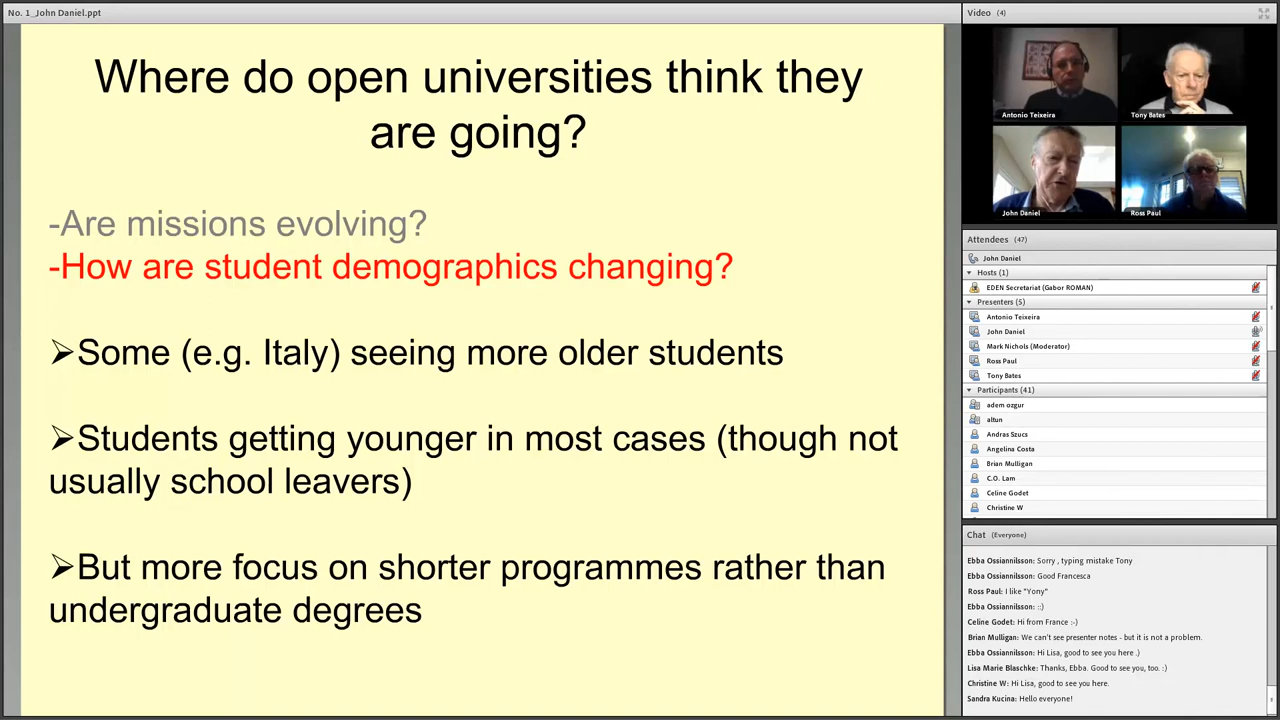 No. 1_John Daniel.ppt
Where do open universities think they
are going?
-Are missions evolving?
-How are student demographics changing?
➢Some (e.g. Italy) seeing more older students
➢Students getting younger in most cases (though not
usually school leavers)
➢But more focus on shorter programmes rather than
undergraduate degrees
Video (4)
Antonio Teixeira
Tony Bates
John Daniel
Ross Paul
Attendees (47)
John Daniel
Hosts (1)
EDEN Secretariat (Gabor ROMAN)
Presenters (5)
Antonio Teixeira
John Daniel
Mark Nichols (Moderator)
Ross Paul
Tony Bates
Participants (41)
adem ozgur
altun
Andras Szucs
Angelina Costa
Brian Mulligan
C.O. Lam
Celine Godet
Christine W
Chat (Everyone)
Ebba Ossiannilsson: Sorry , typing mistake Tony
Ebba Ossiannilsson: Good Francesca
Ross Paul: I like "Yony"
Ebba Ossiannilsson: ::)
Celine Godet: Hi from France :-)
Brian Mulligan: We can't see presenter notes - but it is not a problem.
Ebba Ossiannilsson: Hi Lisa, good to see you here .)
Lisa Marie Blaschke: Thanks, Ebba. Good to see you, too. :)
Christine W: Hi Lisa, good to see you here.
Sandra Kucina: Hello everyone!